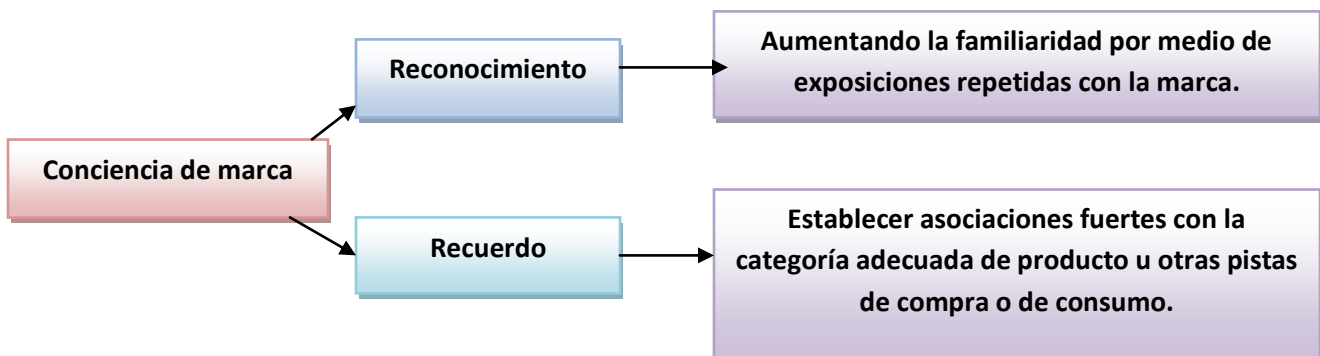 Conciencia de marca
Reconocimiento
Aumentando la familiaridad por medio de
exposiciones repetidas con la marca.
Recuerdo
Establecer asociaciones fuertes con la
categoría adecuada de producto u otras pistas
de compra o de consumo.